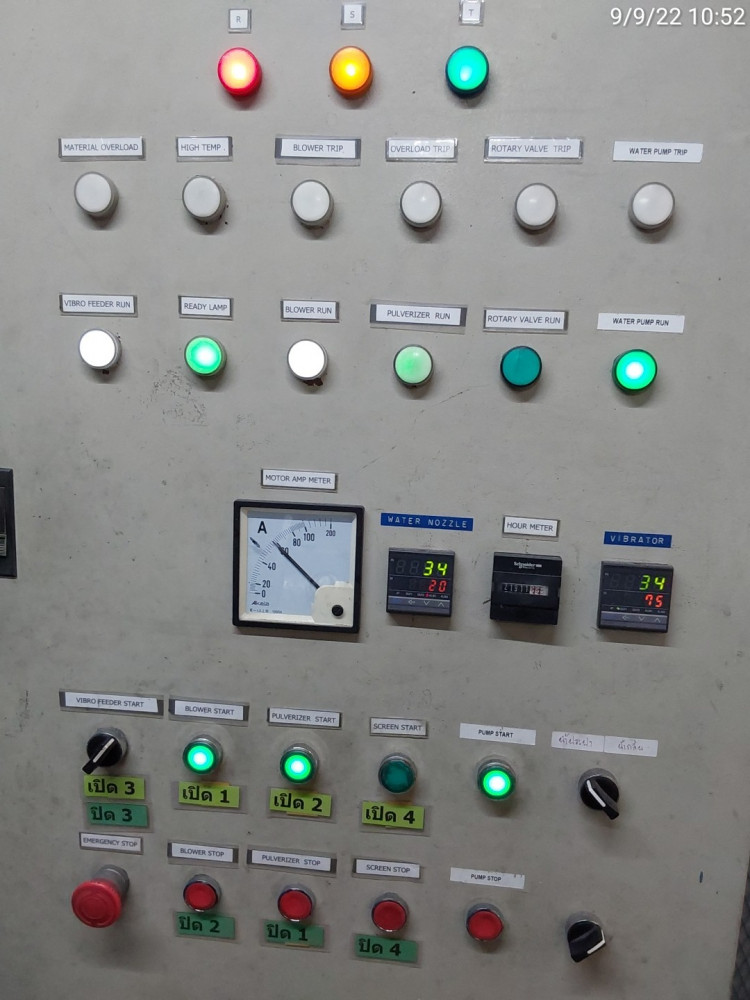 9/9/22 10:52
R
S
T
MATERIAL OVERLOAD
HIGH TEMP.
BLOWER TRIP
OVERLOAD TRIP
ROTARY VALVE TRIP
WATER PUMP TRIP
VIBRO FEEDER RUN
READY LAMP
BLOWER RUN
PULVERIZER RUN
ROTORY VALVE RUN
WATER PUMP RUN
MOTOR AMP METER
WATER NOZZLE
HOUR METER
VIBRATOR
A
0
20
40
60
80
100
200
34
20
Schneider
34
75
VIBRO FEEDER START
BLOWER START
PULVERIZER START
SCREEN START
PUMP START
เปิด 3
ปิด 3
เปิด 1
เปิด 2
เปิด 4
EMERGENCY STOP
BLOWER STOP
PULVERIZER STOP
SCREEN STOP
PUMP STOP
ปิด 2
ปิด 1
ปิด 4